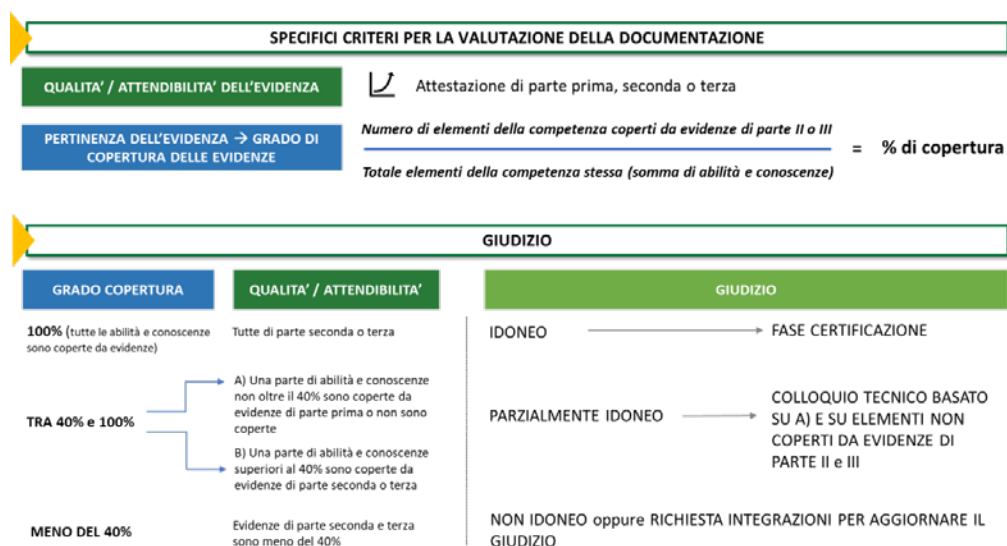 SPECIFICI CRITERI PER LA VALUTAZIONE DELLA DOCUMENTAZIONE
QUALITA' / ATTENDIBILITA' DELL'EVIDENZA
Attestazione di parte prima, seconda o terza
PERTINENZA DELL'EVIDENZA → GRADO DI
COPERTURA DELLE EVIDENZE
Numero di elementi della competenza coperti da evidenze di parte II o III
Totale elementi della competenza stessa (somma di abilità e conoscenze)
= % di copertura
GIUDIZIO
GRADO COPERTURA
QUALITA' / ATTENDIBILITA'
GIUDIZIO
100% (tutte le abilità e conoscenze
sono coperte da evidenze)
Tutte di parte seconda o terza
IDONEO
FASE CERTIFICAZIONE
TRA 40% e 100%
A) Una parte di abilità e conoscenze
non oltre il 40% sono coperte da
evidenze di parte prima o non sono
coperte
B) Una parte di abilità e conoscenze
superiori al 40% sono coperte da
evidenze di parte seconda o terza
PARZIALMENTE IDONEO
COLLOQUIO TECNICO BASATO
SU A) E SU ELEMENTI NON
COPERTI DA EVIDENZE DI
PARTE II e III
MENO DEL 40%
Evidenze di parte seconda e terza
sono meno del 40%
NON IDONEO oppure RICHIESTA INTEGRAZIONI PER AGGIORNARE IL
GIUDIZIO